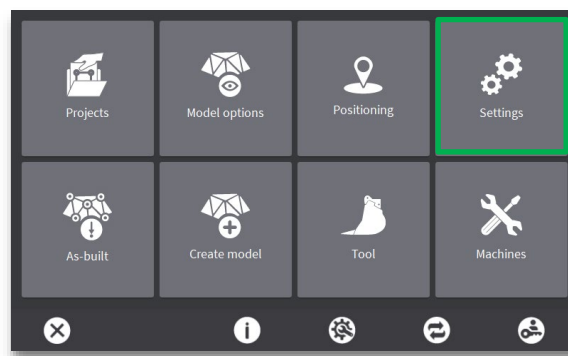 Projects
Model options
Positioning
Settings
As-built
Create model
Tool
Machines